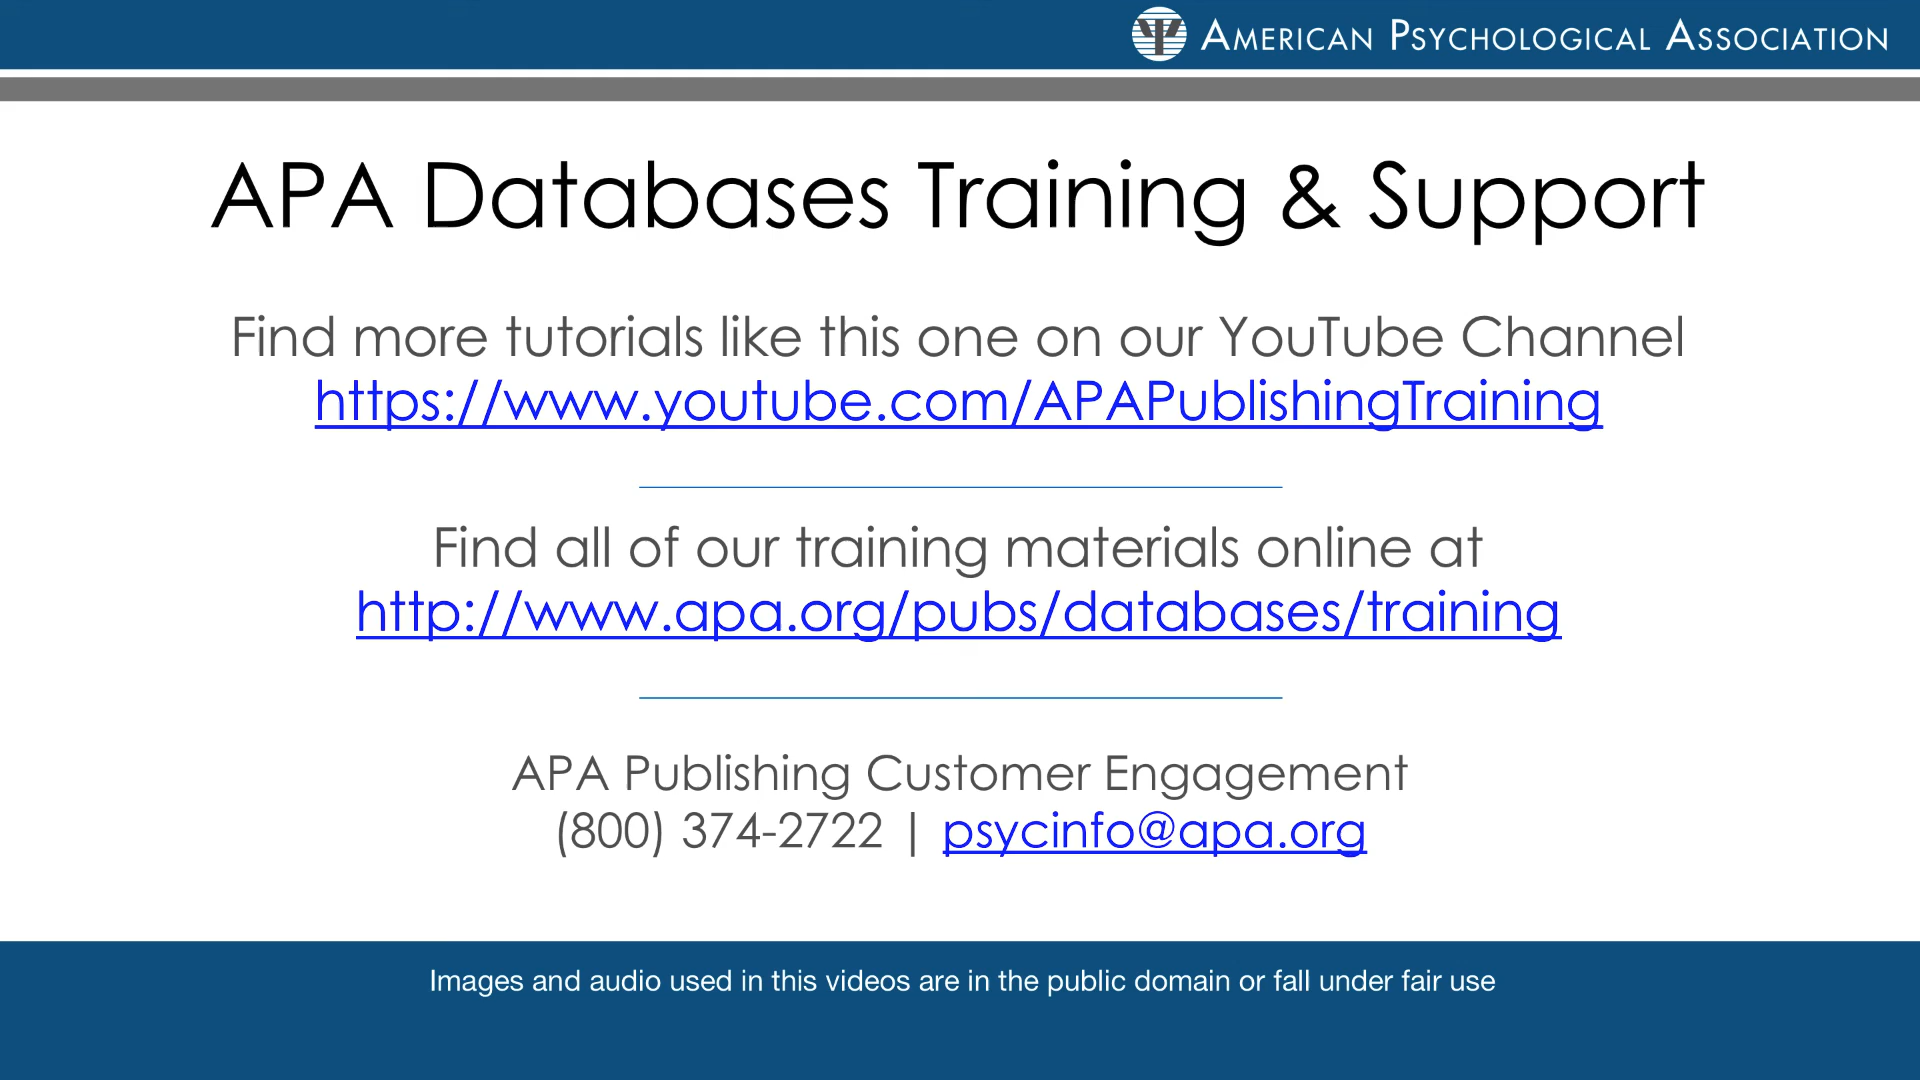 American Psychological Association
APA Databases Training & Support
Find more tutorials like this one on our YouTube Channel
https://www.youtube.com/APAPublishingTraining
Find all of our training materials online at
http://www.apa.org/pubs/databases/training
APA Publishing Customer Engagement
(800) 374-2722 | psycinfo@apa.org
Images and audio used in this videos are in the public domain or fall under fair use